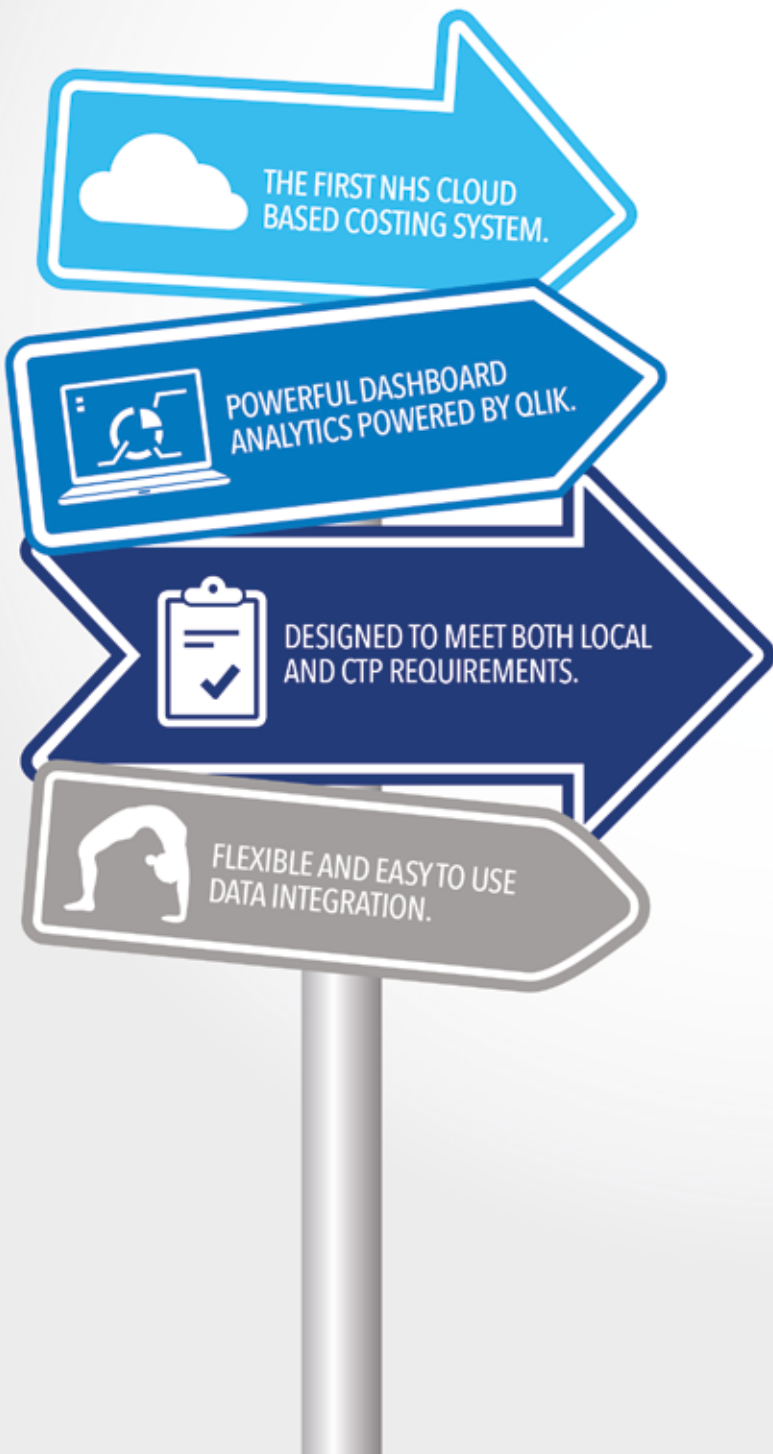 THE FIRST NHS CLOUD
BASED COSTING SYSTEM.
POWERFUL DASHBOARD
ANALYTICS POWERED BY QLIK.
DESIGNED TO MEET BOTH LOCAL
AND CTP REQUIREMENTS.
FLEXIBLE AND EASY TO USE
DATA INTEGRATION.